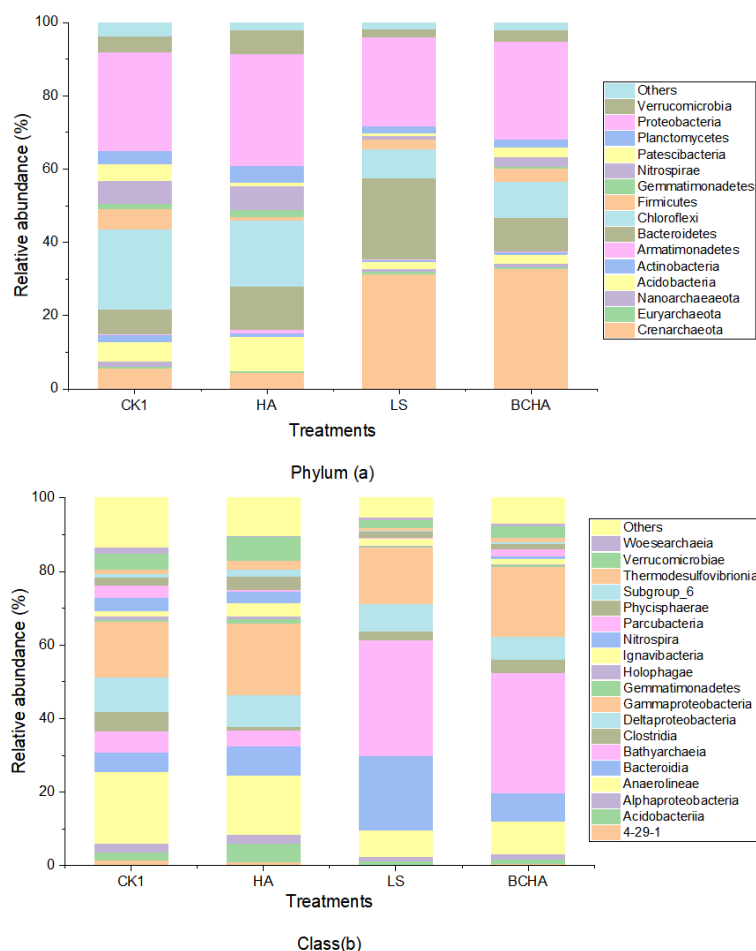 100
80
60
40
20
0
Relative abundance (%)
CK1 HA LS BCHA
Treatments
Others
Verrucomicrobia
Proteobacteria
Planctomycetes
Patescibacteria
Nitrospirae
Gemmatimonadetes
Firmicutes
Chloroflexi
Bacteroidetes
Armatimonadetes
Actinobacteria
Acidobacteria
Nanoarchaeaeota
Euryarchaeota
Crenarchaeota
Phylum (a)
100
80
60
40
20
0
Relative abundance (%)
CK1 HA LS BCHA
Treatments
Others
Woesearchaeia
Verrucomicrobiae
Thermodesulfovibrionia
Subgroup_6
Phycisphaerae
Parcubacteria
Nitrospira
Ignavibacteria
Holophagae
Gemmatimonadetes
Gammaproteobacteria
Deltaproteobacteria
Clostridia
Bathyarchaeia
Bacteroidia
Anaerolineae
Alphaproteobacteria
Acidobacteriia
4-29-1
Class(b)